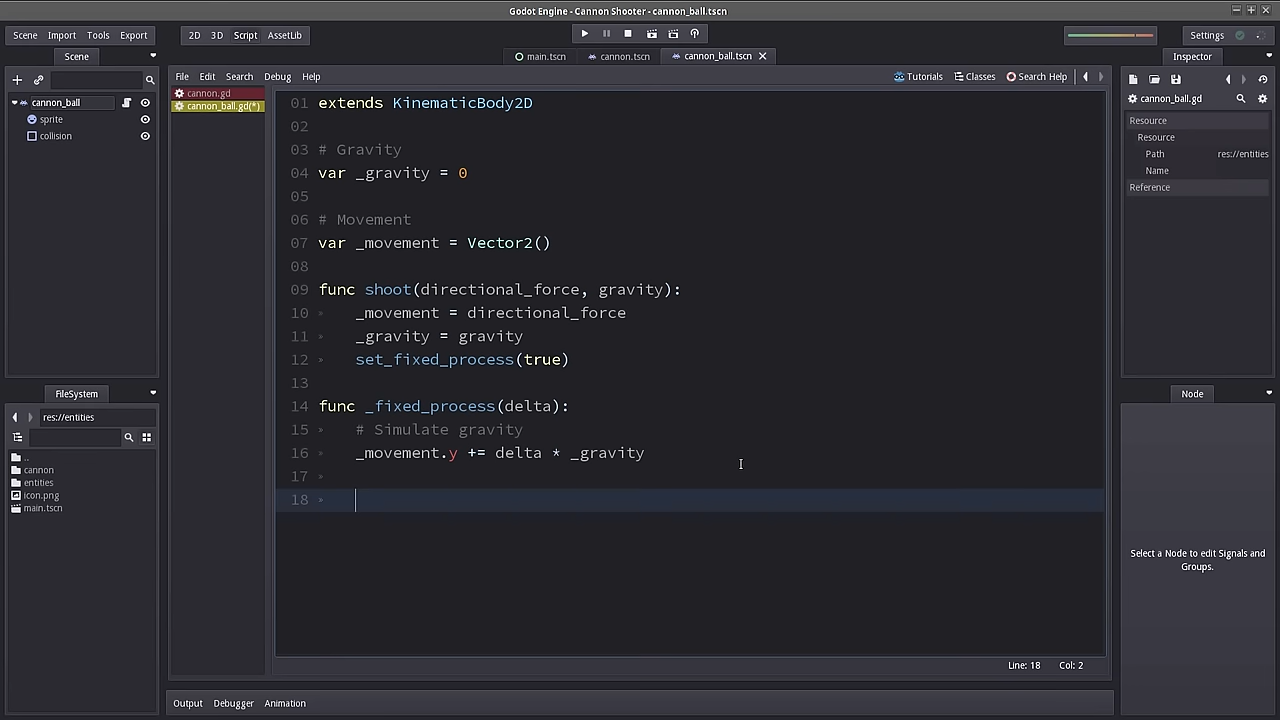 Godot Engine - Cannon Shooter - cannon_ball.tscn
Scene Import Tools Export
2D 3D Script AssetLib
Settings
Scene
main.tscn cannon.tscn cannon_ball.tscn
Inspector
File Edit Search Debug Help
Tutorials Classes Search Help
cannon_ball
sprite
collision
cannon.gd
cannon_ball.gd(*)
01 extends KinematicBody2D
02
03 # Gravity
04 var _gravity = 0
05
06 # Movement
07 var _movement = Vector2()
08
09 func shoot(directional_force, gravity):
10 _movement = directional_force
11 _gravity = gravity
12 set_fixed_process(true)
13
14 func _fixed_process(delta):
15 # Simulate gravity
16 _movement.y += delta * _gravity
17
18
Line: 18 Col: 2
cannon_ball.gd
Resource
Resource
Path res://entities
Name
Reference
FileSystem
res://entities
..
cannon
entities
icon.png
main.tscn
Node
Select a Node to edit Signals and
Groups.
Output Debugger Animation